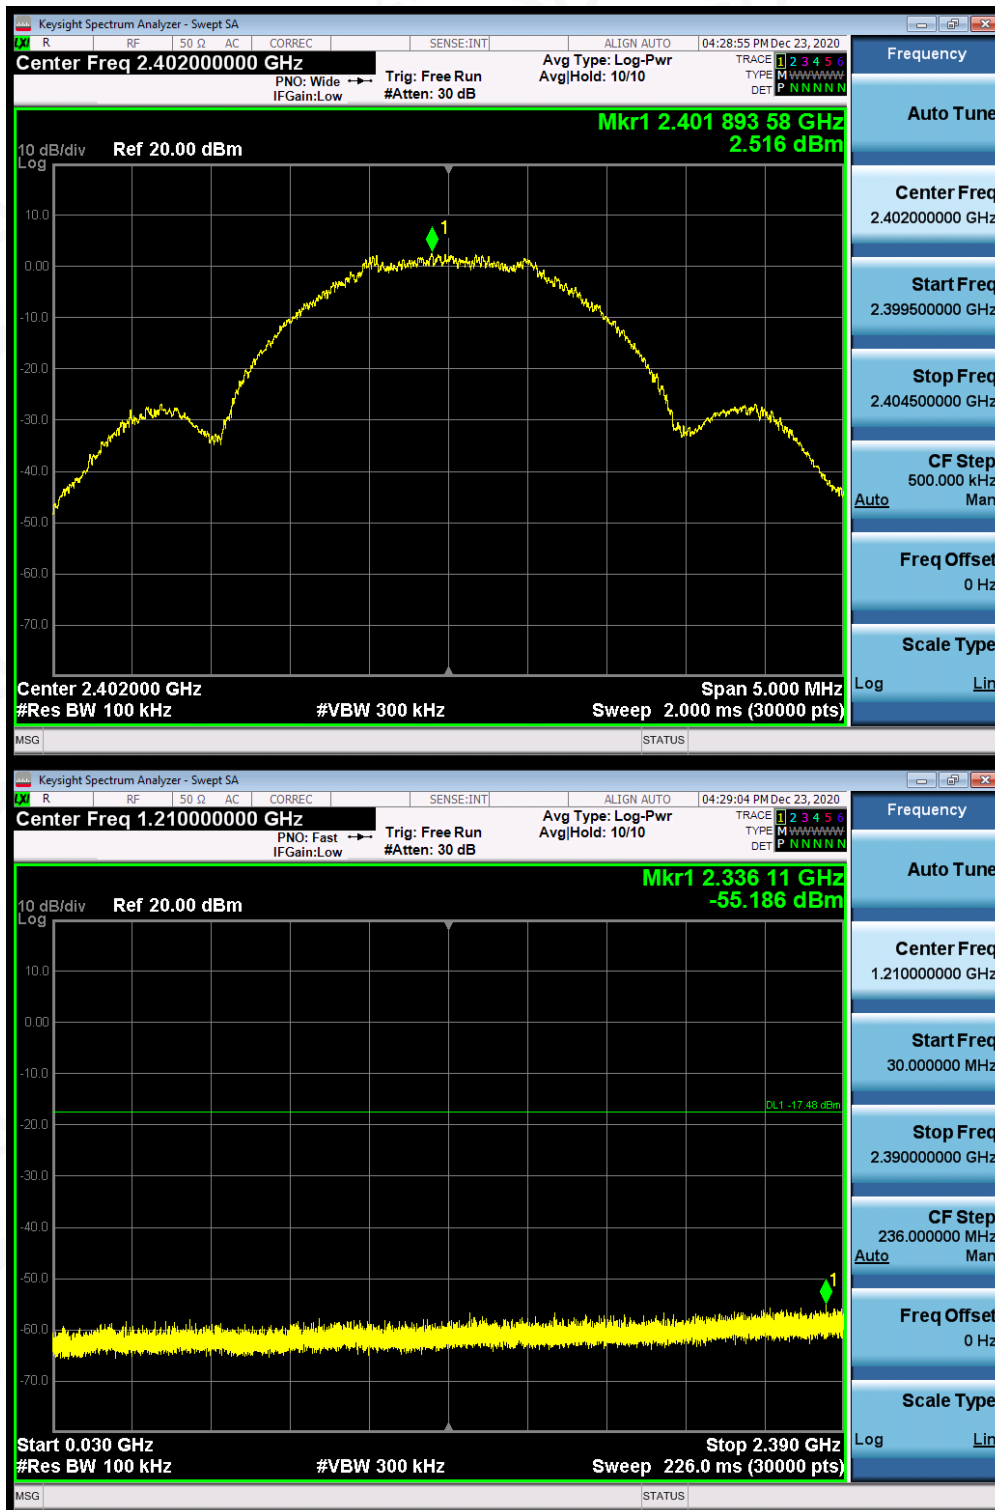 Keysight Spectrum Analyzer - Swept SA
LXI R RF 50 Ω AC CORREC SENSE:INT ALIGN AUTO 04:28:55 PM Dec 23, 2020
Center Freq 2.402000000 GHz
PNO: Wide
IFGain:Low
Trig: Free Run
#Atten: 30 dB
Avg Type: Log-Pwr
Avg|Hold: 10/10
TRACE 1 2 3 4 5 6
TYPE M WWWWW
DET P N N N N N
Mkr1 2.401 893 58 GHz
2.516 dBm
10 dB/div Ref 20.00 dBm
Log
10.0
0.00
-10.0
-20.0
-30.0
-40.0
-50.0
-60.0
-70.0
1
Center 2.402000 GHz Span 5.000 MHz
#Res BW 100 kHz #VBW 300 kHz Sweep 2.000 ms (30000 pts)
MSG STATUS
Frequency
Auto Tune
Center Freq
2.402000000 GHz
Start Freq
2.399500000 GHz
Stop Freq
2.404500000 GHz
CF Step
500.000 kHz
Auto Man
Freq Offset
0 Hz
Scale Type
Log Lin
Keysight Spectrum Analyzer - Swept SA
LXI R RF 50 Ω AC CORREC SENSE:INT ALIGN AUTO 04:29:04 PM Dec 23, 2020
Center Freq 1.210000000 GHz
PNO: Fast
IFGain:Low
Trig: Free Run
#Atten: 30 dB
Avg Type: Log-Pwr
Avg|Hold: 10/10
TRACE 1 2 3 4 5 6
TYPE M WWWWW
DET P N N N N N
Mkr1 2.336 11 GHz
-55.186 dBm
10 dB/div Ref 20.00 dBm
Log
10.0
0.00
-10.0
-20.0
-30.0
-40.0
-50.0
-60.0
-70.0
DL1 -17.48 dBm
1
Start 0.030 GHz Stop 2.390 GHz
#Res BW 100 kHz #VBW 300 kHz Sweep 226.0 ms (30000 pts)
MSG STATUS
Frequency
Auto Tune
Center Freq
1.210000000 GHz
Start Freq
30.000000 MHz
Stop Freq
2.390000000 GHz
CF Step
236.000000 MHz
Auto Man
Freq Offset
0 Hz
Scale Type
Log Lin